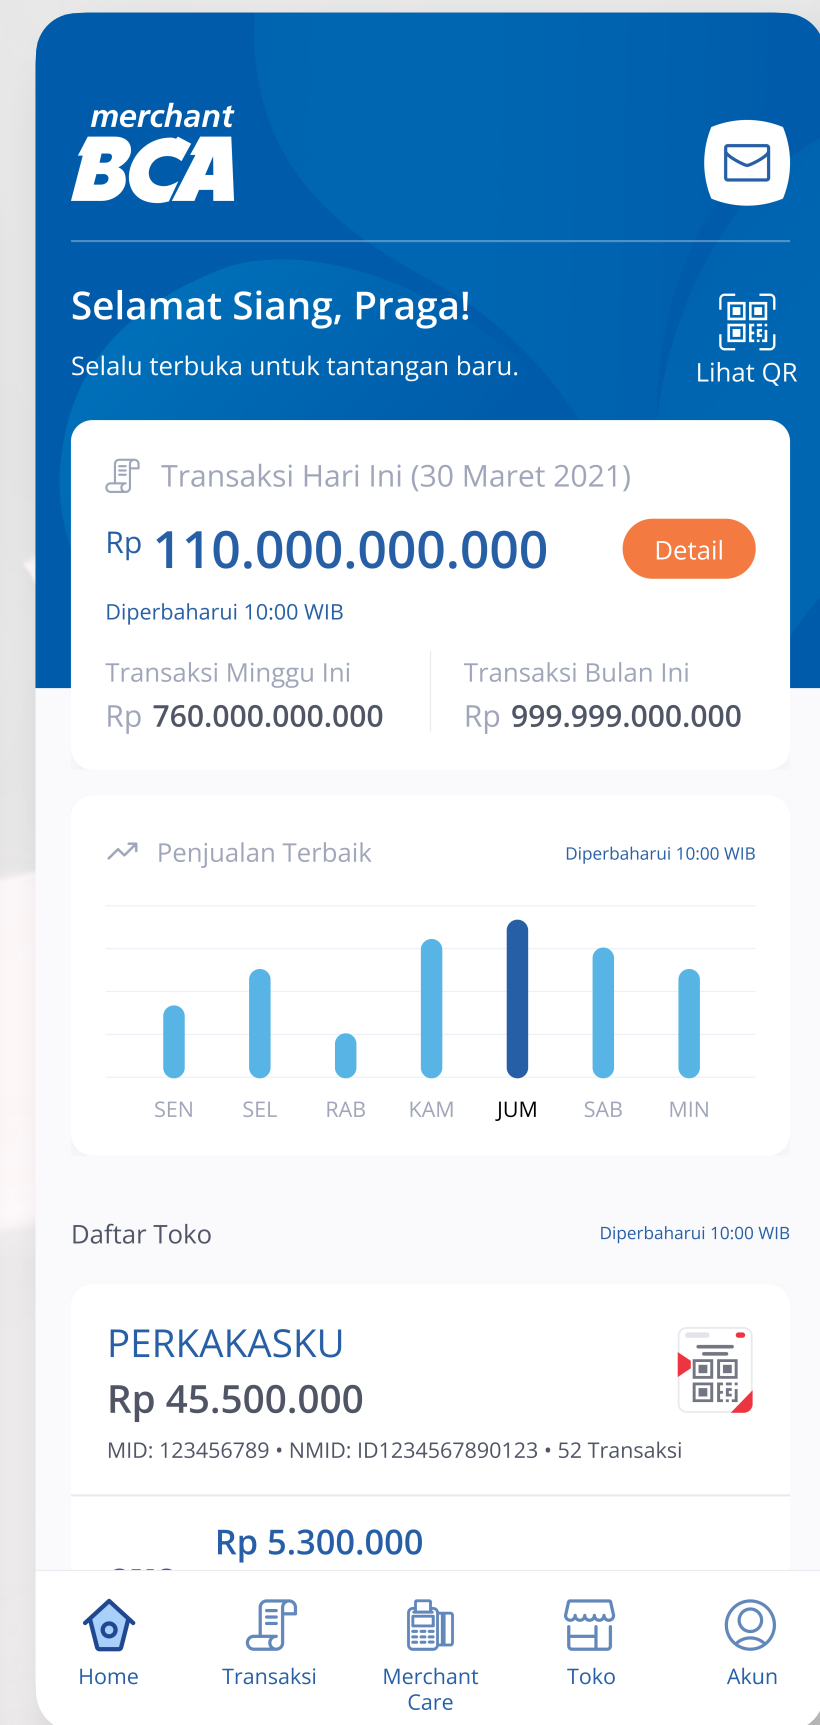 merchant
BCA
Selamat Siang, Praga!
Selalu terbuka untuk tantangan baru.
Lihat QR
Transaksi Hari Ini (30 Maret 2021)
Rp 110.000.000.000
Detail
Diperbaharui 10:00 WIB
Transaksi Minggu Ini
Rp 760.000.000.000
Transaksi Bulan Ini
Rp 999.999.000.000
Penjualan Terbaik
Diperbaharui 10:00 WIB
SEN SEL RAB KAM JUM SAB MIN
Daftar Toko
Diperbaharui 10:00 WIB
PERKAKASKU
Rp 45.500.000
MID: 123456789 • NMID: ID1234567890123 • 52 Transaksi
Rp 5.300.000
Home
Transaksi
Merchant
Care
Toko
Akun